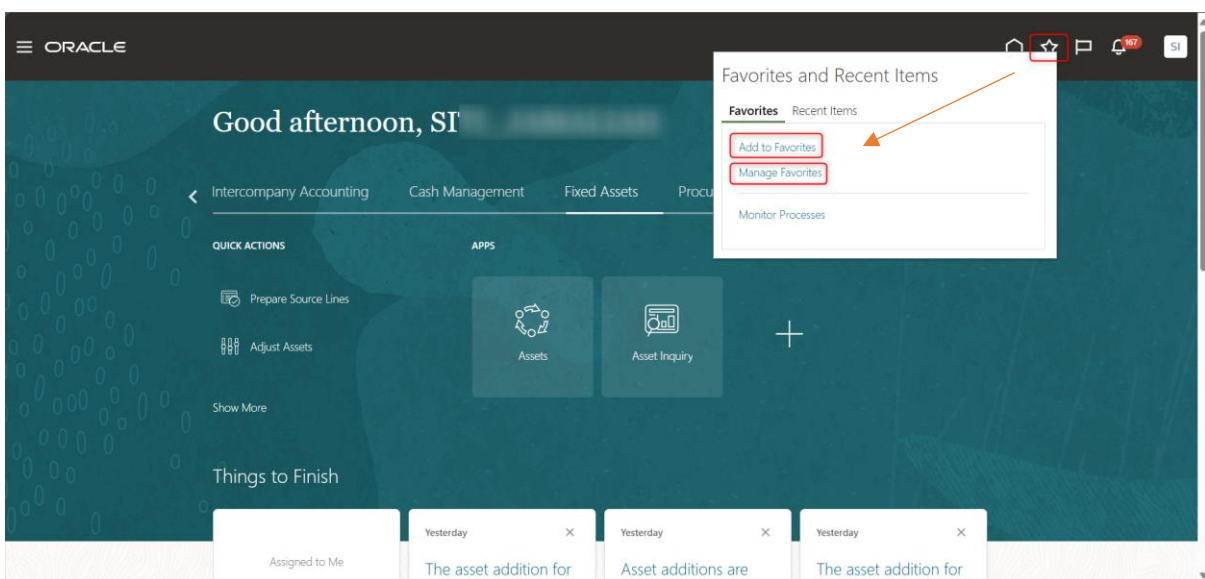 ORACLE
167
SI
Favorites and Recent Items
Favorites Recent Items
Add to Favorites
Manage Favorites
Monitor Processes
Good afternoon, SI
Intercompany Accounting Cash Management Fixed Assets Procu
QUICK ACTIONS
APPS
Prepare Source Lines
Adjust Assets
Show More
Assets
Asset Inquiry
Things to Finish
Assigned to Me
Yesterday
The asset addition for
Yesterday
Asset additions are
Yesterday
The asset addition for